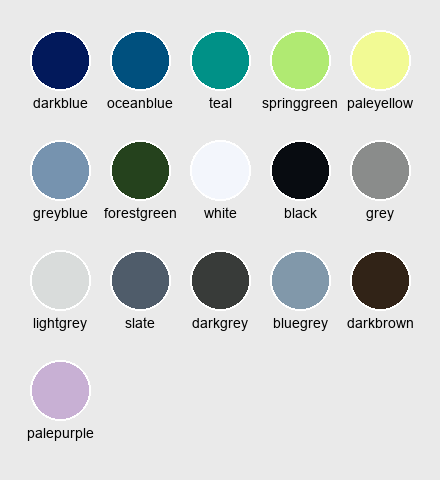 darkblue oceanblue teal springgreen paleyellow
greyblue forestgreen white black grey
lightgrey slate darkgrey bluegrey darkbrown
palepurple